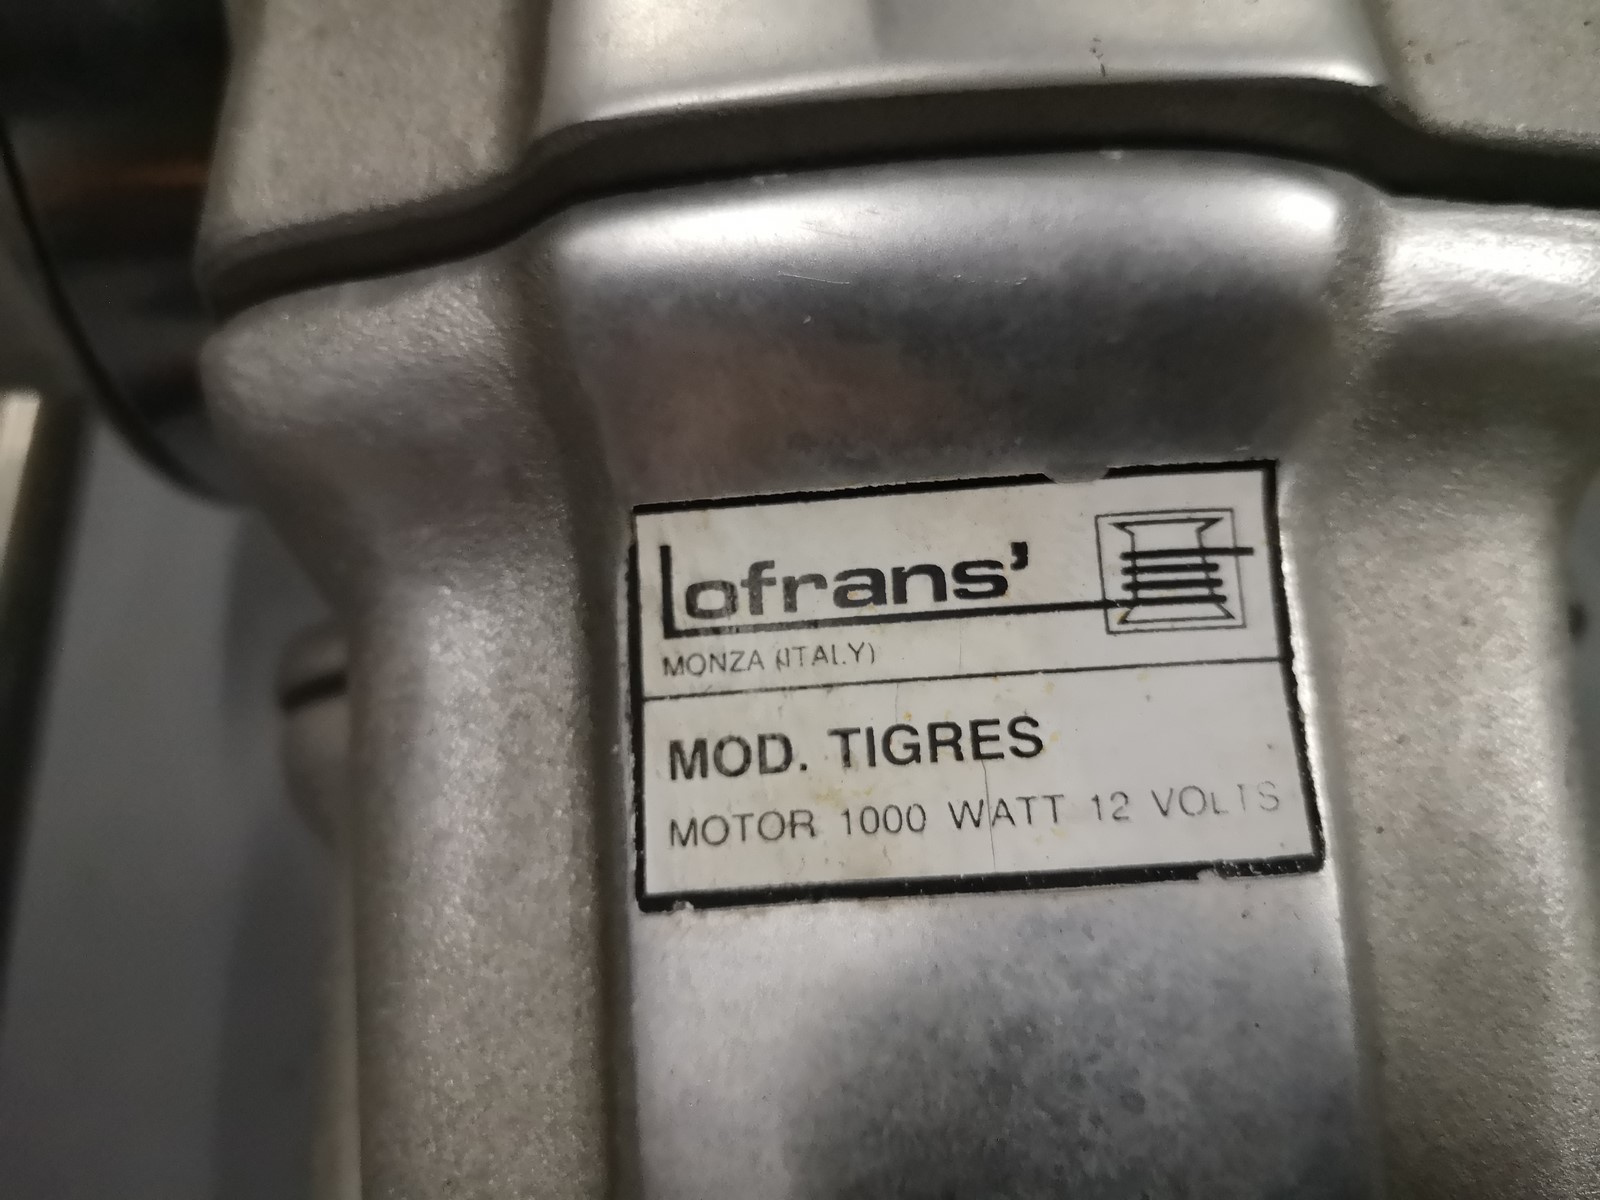 Lofrans'
MONZA (ITALY)
MOD. TIGRES
MOTOR 1000 WATT 12 VOLTS